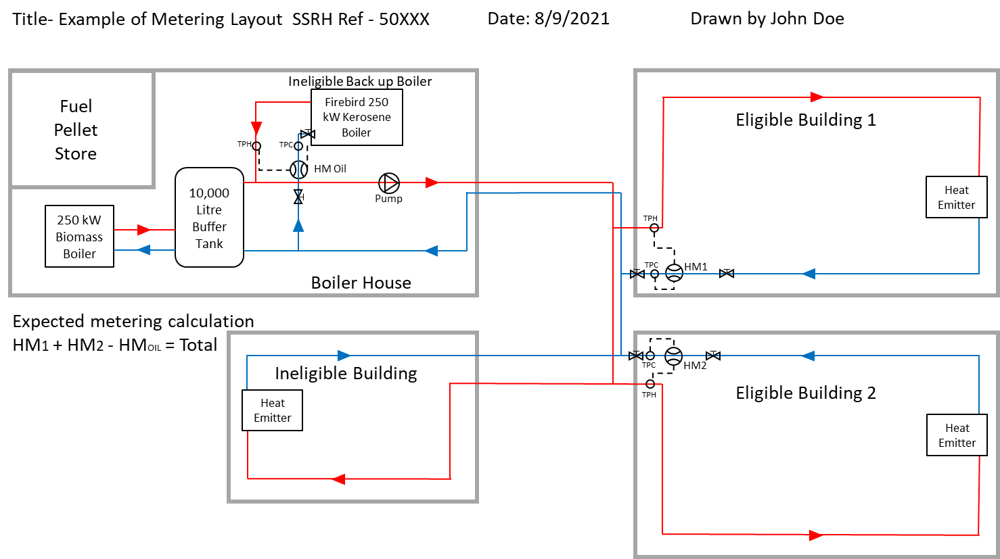 Title- Example of Metering Layout  SSRH Ref - 50XXX
Date: 8/9/2021
Drawn by John Doe
Fuel
Pellet
Store
Ineligible Back up Boiler
Firebird 250
kW Kerosene
Boiler
TPH
TPC
HM Oil
10,000
Litre
Buffer
Tank
Pump
250 kW
Biomass
Boiler
Boiler House
Eligible Building 1
Heat
Emitter
TPH
TPC
HM1
Expected metering calculation
HM1 + HM2 - HMOIL = Total
Ineligible Building
Heat
Emitter
TPC
HM2
TPH
Eligible Building 2
Heat
Emitter